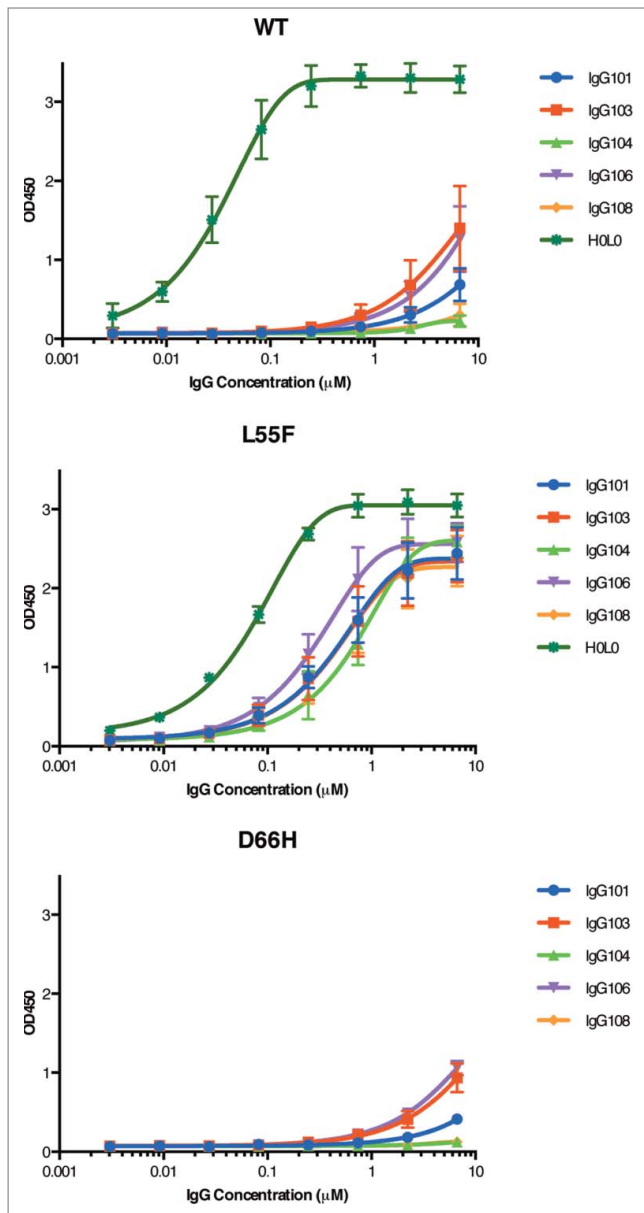 WT
3
2
1
0
OD450
0.001
0.01
0.1
1
10
IgG Concentration (μM)
IgG101
IgG103
IgG104
IgG106
IgG108
H0L0
L55F
3
2
1
0
OD450
0.001
0.01
0.1
1
10
IgG Concentration (μM)
IgG101
IgG103
IgG104
IgG106
IgG108
H0L0
D66H
3
2
1
0
OD450
0.001
0.01
0.1
1
10
IgG Concentration (μM)
IgG101
IgG103
IgG104
IgG106
IgG108